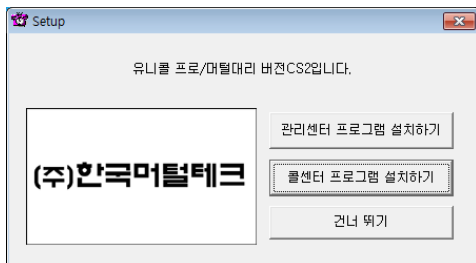 Setup
유니콜 프로/머털대리 버전CS2입니다.
(주)한국머털테크
관리센터 프로그램 설치하기
콜센터 프로그램 설치하기
건너 뛰기